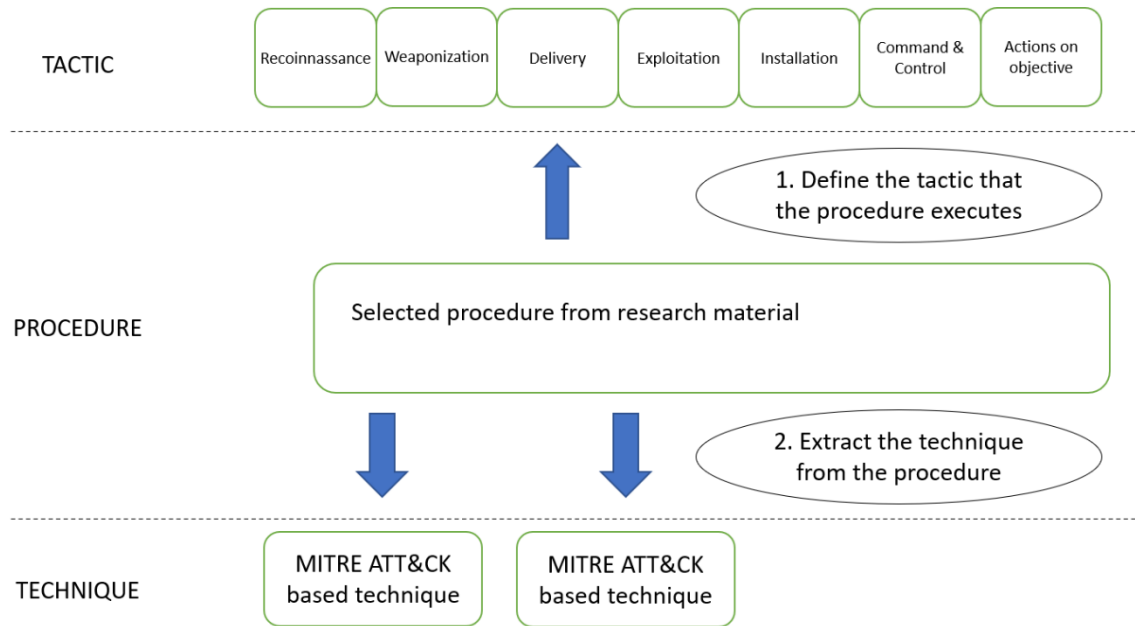 TACTIC
Recoinnassance
Weaponization
Delivery
Exploitation
Installation
Command &
Control
Actions on
objective
1. Define the tactic that
the procedure executes
PROCEDURE
Selected procedure from research material
2. Extract the technique
from the procedure
TECHNIQUE
MITRE ATT&CK
based technique
MITRE ATT&CK
based technique